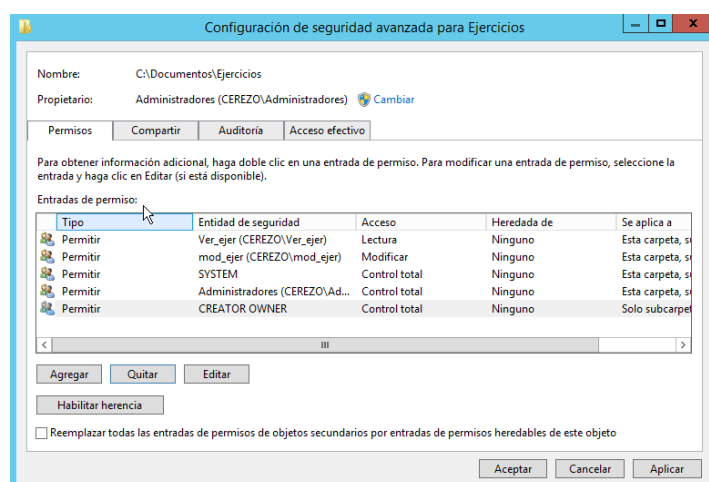 Configuración de seguridad avanzada para Ejercicios
Nombre: C:\Documentos\Ejercicios
Propietario: Administradores (CEREZO\Administradores) Cambiar
Permisos Compartir Auditoría Acceso efectivo
Para obtener información adicional, haga doble clic en una entrada de permiso. Para modificar una entrada de permiso, seleccione la
entrada y haga clic en Editar (si está disponible).
Entradas de permiso:
Tipo Entidad de seguridad Acceso Heredada de Se aplica a
Permitir Ver_ejer (CEREZO\Ver_ejer) Lectura Ninguno Esta carpeta, su
Permitir mod_ejer (CEREZO\mod_ejer) Modificar Ninguno Esta carpeta, su
Permitir SYSTEM Control total Ninguno Esta carpeta, su
Permitir Administradores (CEREZO\Ad... Control total Ninguno Esta carpeta, su
Permitir CREATOR OWNER Control total Ninguno Solo subcarpet
Agregar Quitar Editar
Habilitar herencia
Reemplazar todas las entradas de permisos de objetos secundarios por entradas de permisos heredables de este objeto
Aceptar Cancelar Aplicar